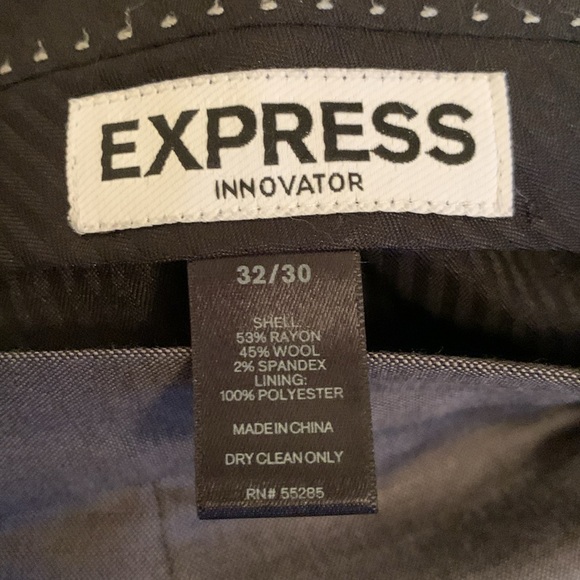 EXPRESS
INNOVATOR
32/30
SHELL
53% RAYON
45% WOOL
2% SPANDEX
LINING:
100% POLYESTER
MADE IN CHINA
DRY CLEAN ONLY
RN# 55285